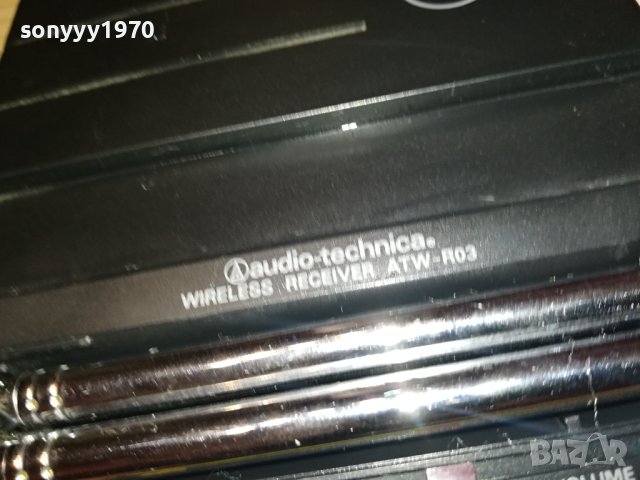 sonyyy1970
audio-technica®
WIRELESS RECEIVER ATW-R03
VOLUME
BAZAR